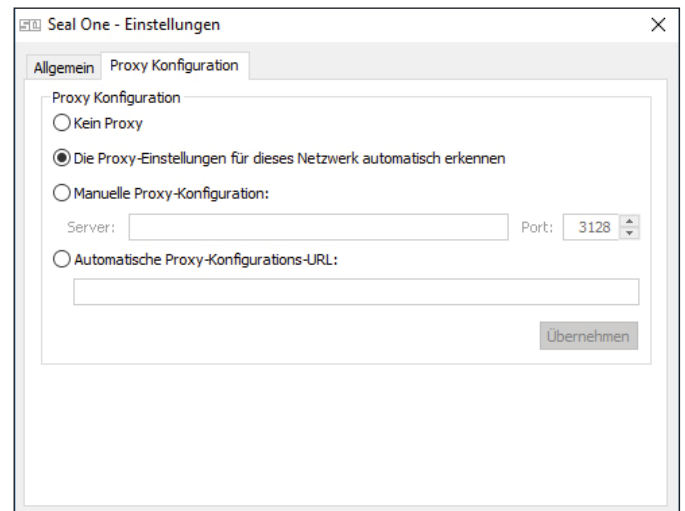 Seal One - Einstellungen
Allgemein Proxy Konfiguration
Proxy Konfiguration
Kein Proxy
Die Proxy-Einstellungen für dieses Netzwerk automatisch erkennen
Manuelle Proxy-Konfiguration:
Server: Port: 3128
Automatische Proxy-Konfigurations-URL:
Übernehmen